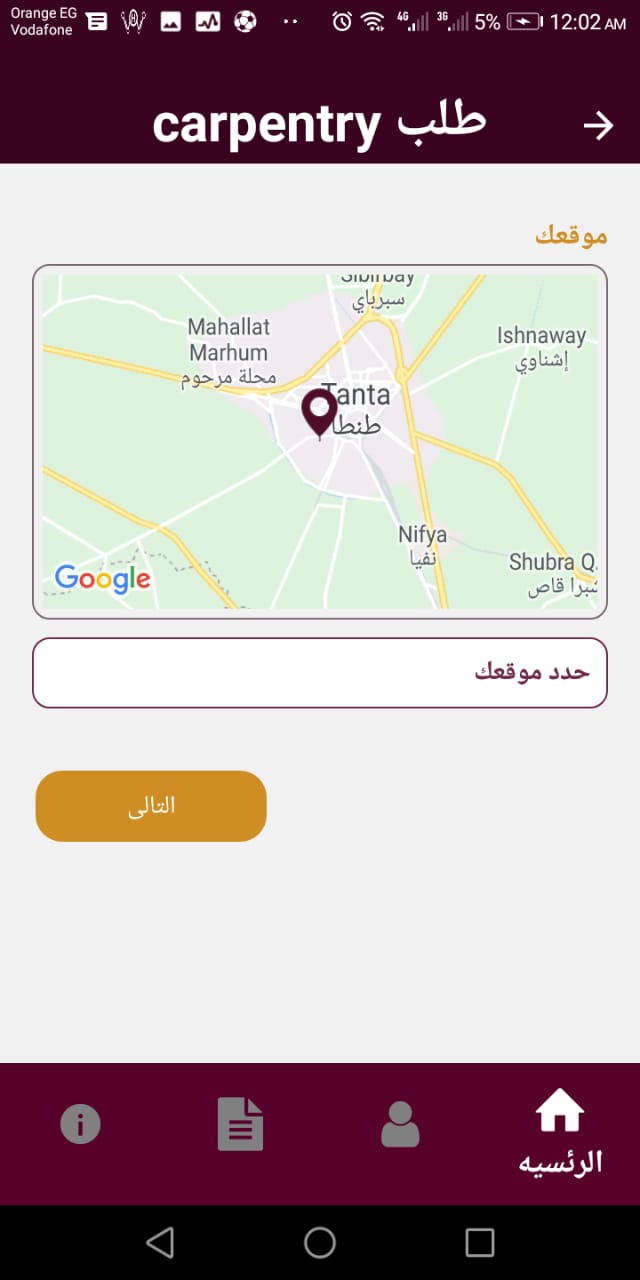 Orange EG
Vodafone
4G
3G
5%
12:02 AM
طلب carpentry
موقعك
Sibirbay
سبرباي
Mahallat
Marhum
محلة مرحوم
Ishnaway
إشناوي
Tanta
طنطا
Nifya
نفيا
Shubra Q
شبرا قاص
Google
حدد موقعك
التالى
الرئسيه